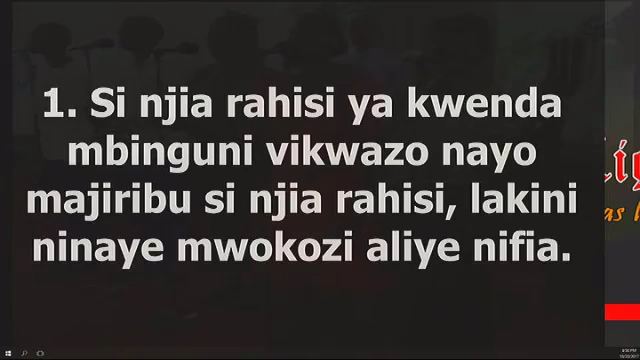 1. Si njia rahisi ya kwenda
mbinguni vikwazo nayo
majiribu si njia rahisi, lakini
ninaye mwokozi aliye nifia.